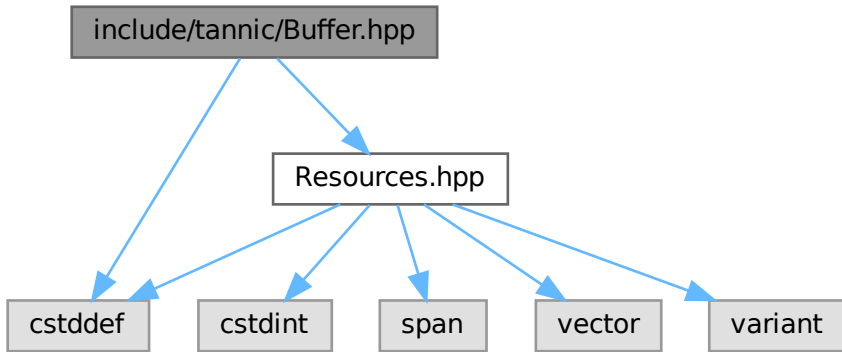 include/tannic/Buffer.hpp
Resources.hpp
cstddef
cstdint
span
vector
variant